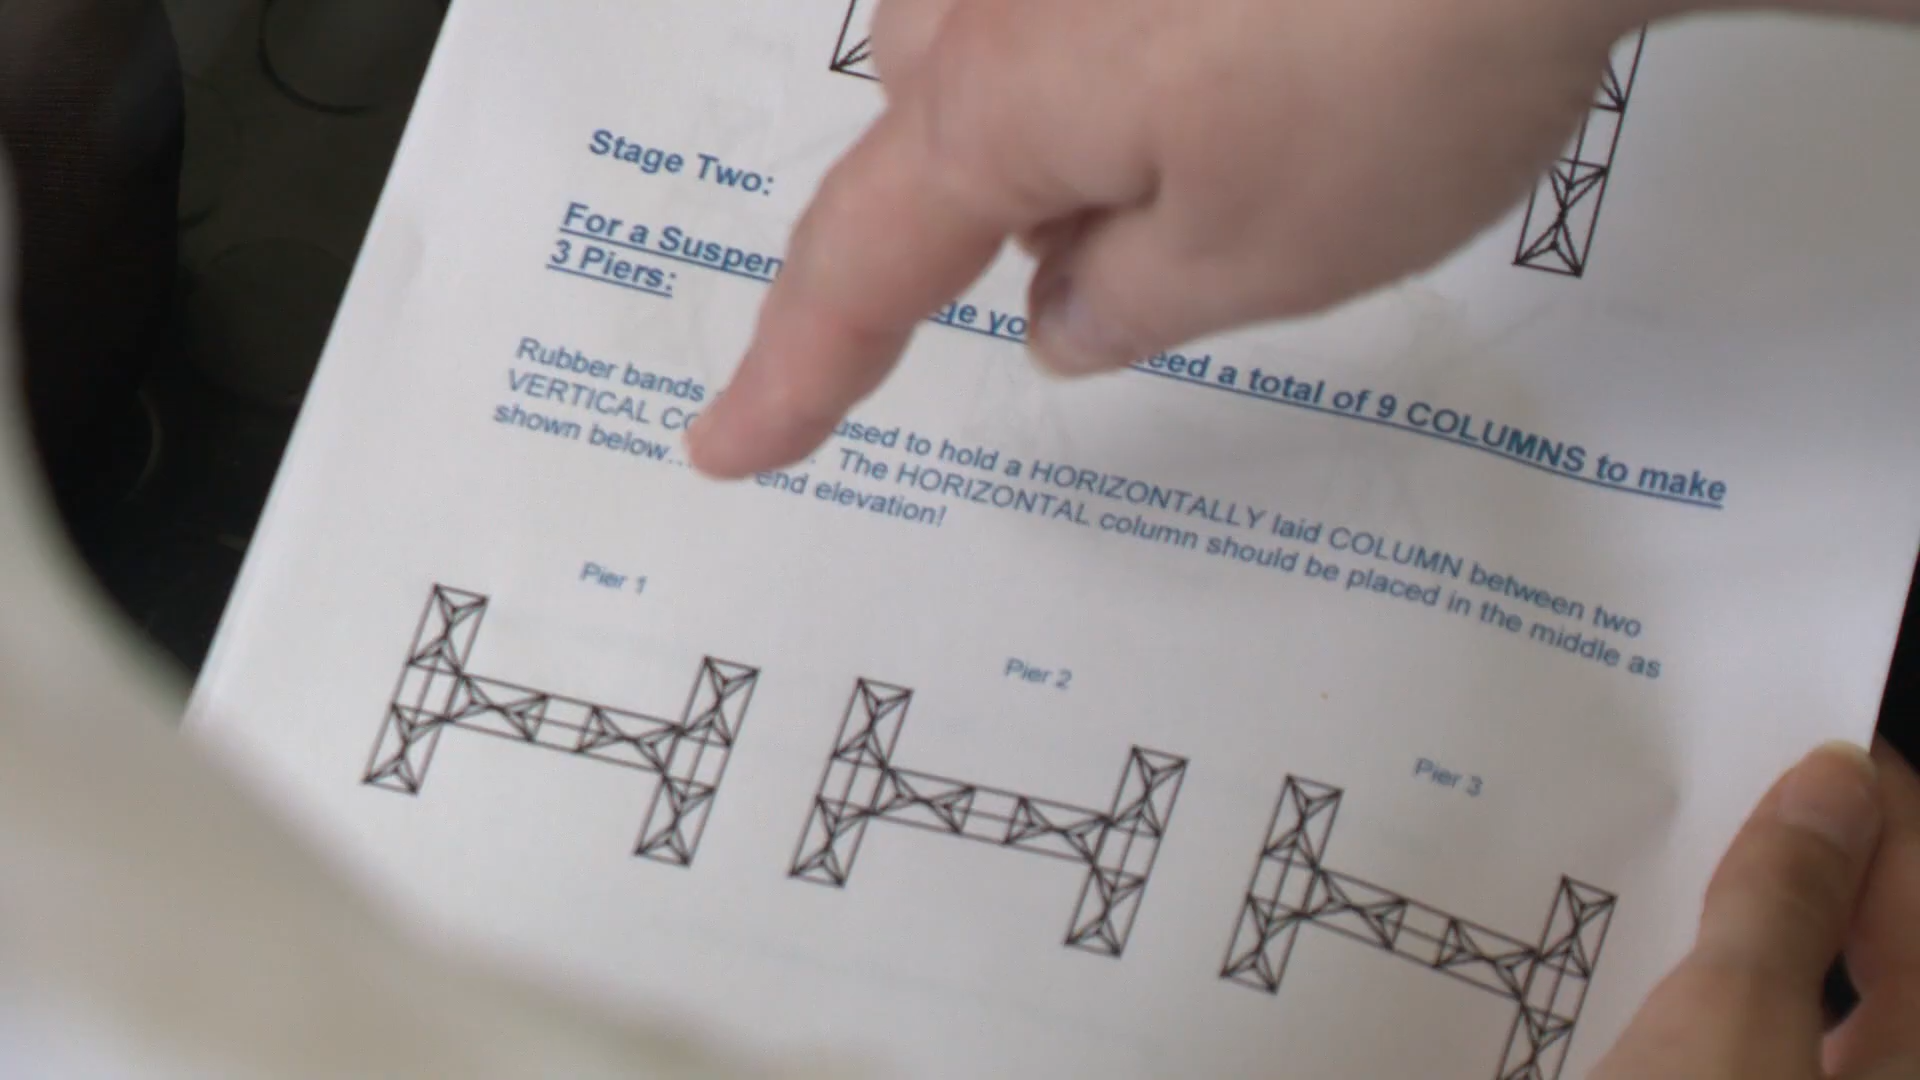 Stage Two:
For a Suspen ge yo eed a total of 9 COLUMNS to make
3 Piers:
Rubber bands used to hold a HORIZONTALLY laid COLUMN between two
VERTICAL CO The HORIZONTAL column should be placed in the middle as
shown below... end elevation!
Pier 1
Pier 2
Pier 3